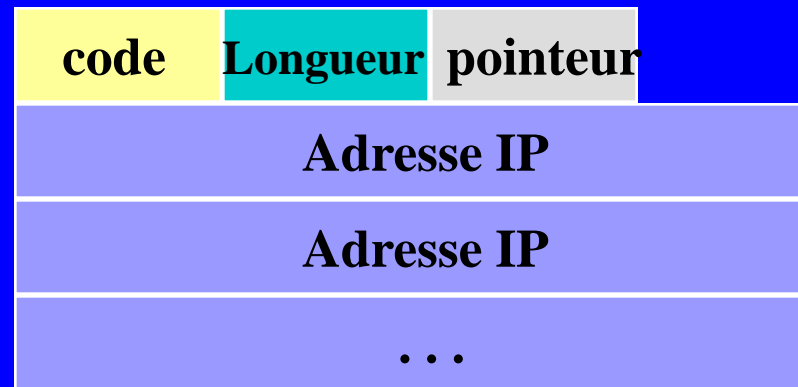 code Longueur pointeur
Adresse IP
Adresse IP
. . .